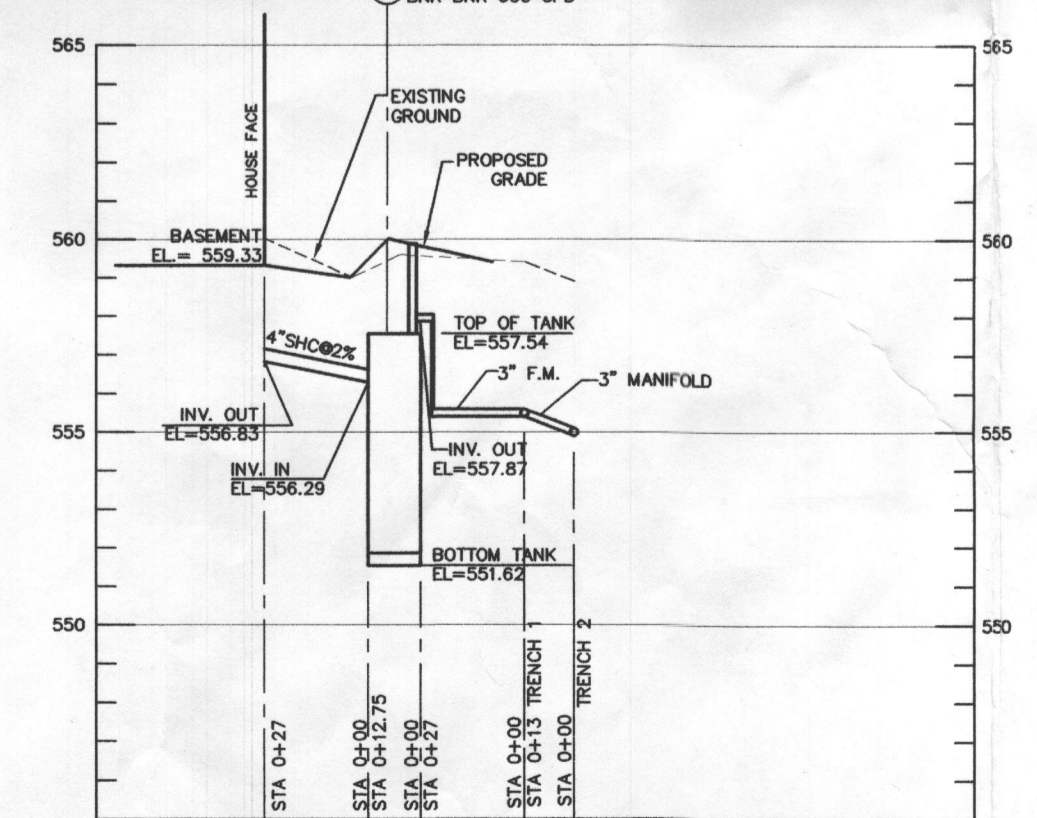 565
565
EXISTING
GROUND
HOUSE FACE
PROPOSED
GRADE
BASEMENT
EL.= 559.33
560
560
TOP OF TANK
EL=557.54
4"SHC@2%
3" F.M.
3" MANIFOLD
INV. OUT
EL=556.83
555
555
INV. OUT
EL=557.87
INV. IN
EL=556.29
BOTTOM TANK
EL=551.62
550
550
TRENCH 1
TRENCH 2
STA 0+27
STA 0+00
STA 0+12.75
STA 0+00
STA 0+27
STA 0+00
STA 0+13
STA 0+00